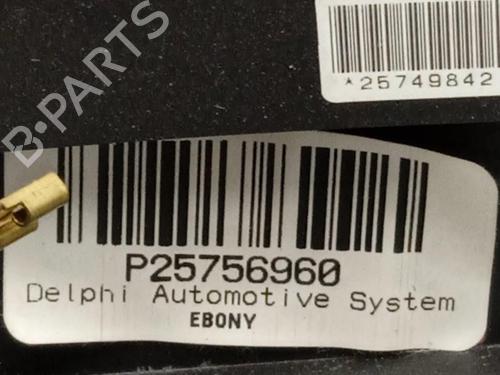 B-PARTS
*25749842
P25756960
Delphi Automotive System
EBONY